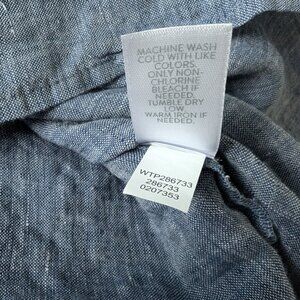 MACHINE WASH
COLD WITH LIKE
COLORS.
ONLY NON-
CHLORINE
BLEACH IF
NEEDED.
TUMBLE DRY
LOW.
WARM IRON IF
NEEDED.
WTP286733
286733
0207353